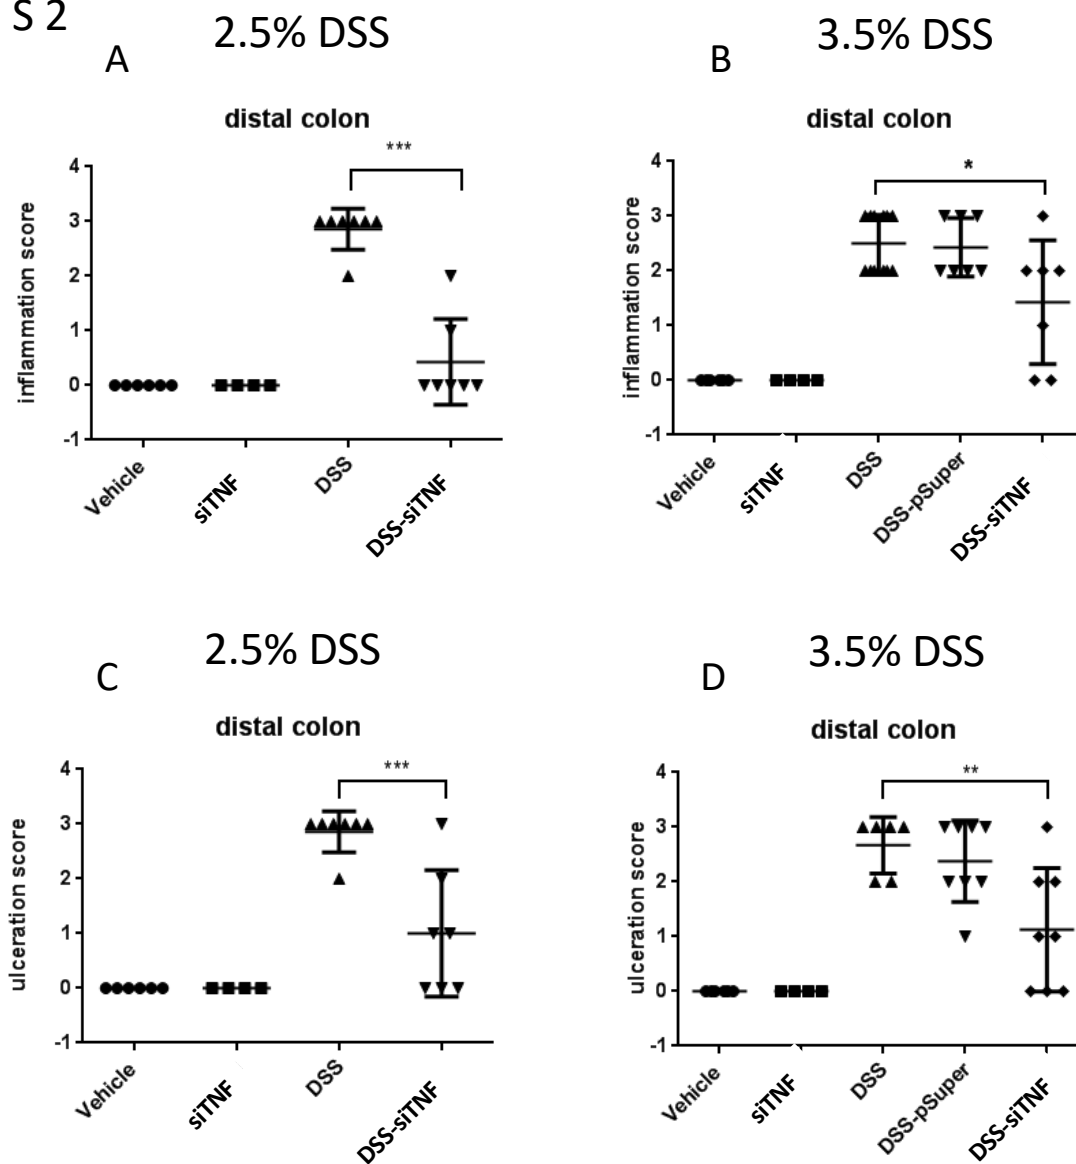 S 2
A
2.5% DSS
distal colon
***
inflammation score
4
3
2
1
0
-1
Vehicle
siTNF
DSS
DSS-siTNF
B
3.5% DSS
distal colon
*
inflammation score
4
3
2
1
0
-1
Vehicle
siTNF
DSS
DSS-pSuper
DSS-siTNF
C
2.5% DSS
distal colon
***
ulceration score
4
3
2
1
0
-1
Vehicle
siTNF
DSS
DSS-siTNF
D
3.5% DSS
distal colon
**
ulceration score
4
3
2
1
0
-1
Vehicle
siTNF
DSS
DSS-pSuper
DSS-siTNF